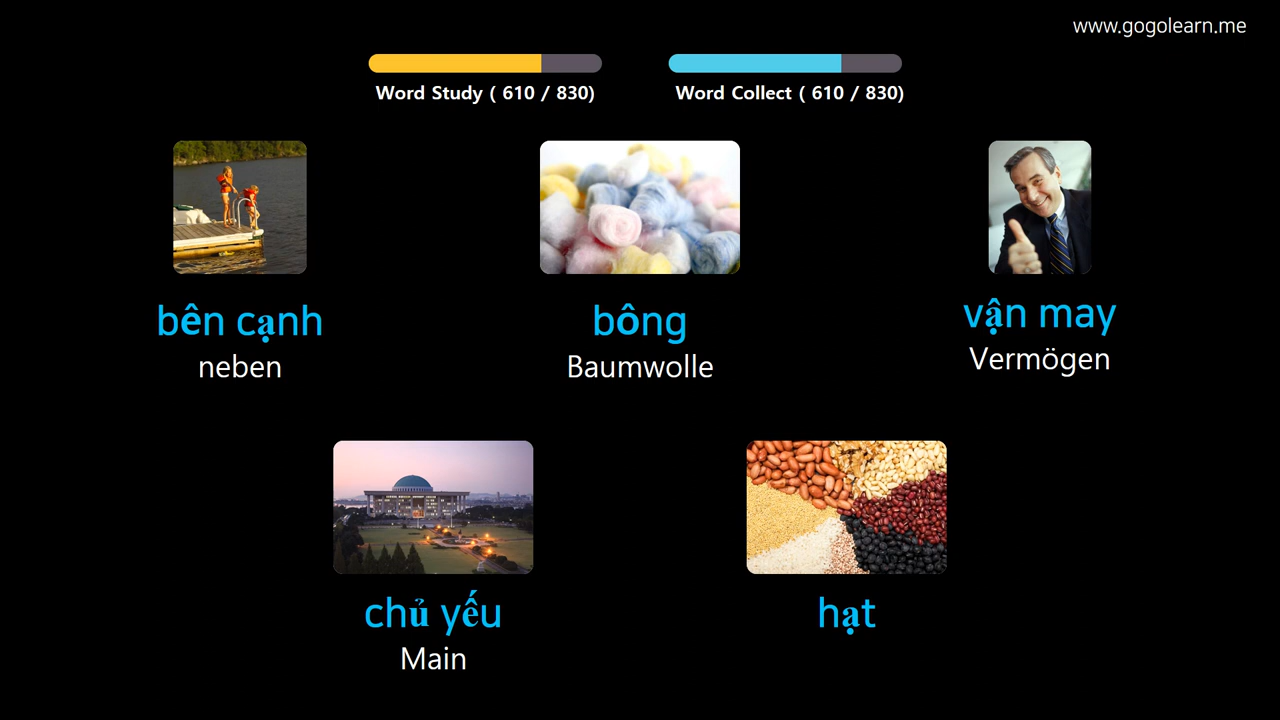 www.gogolearn.me
Word Study ( 610 / 830)
Word Collect ( 610 / 830)
bên cạnh
neben
bông
Baumwolle
vận may
Vermögen
chủ yếu
Main
hạt